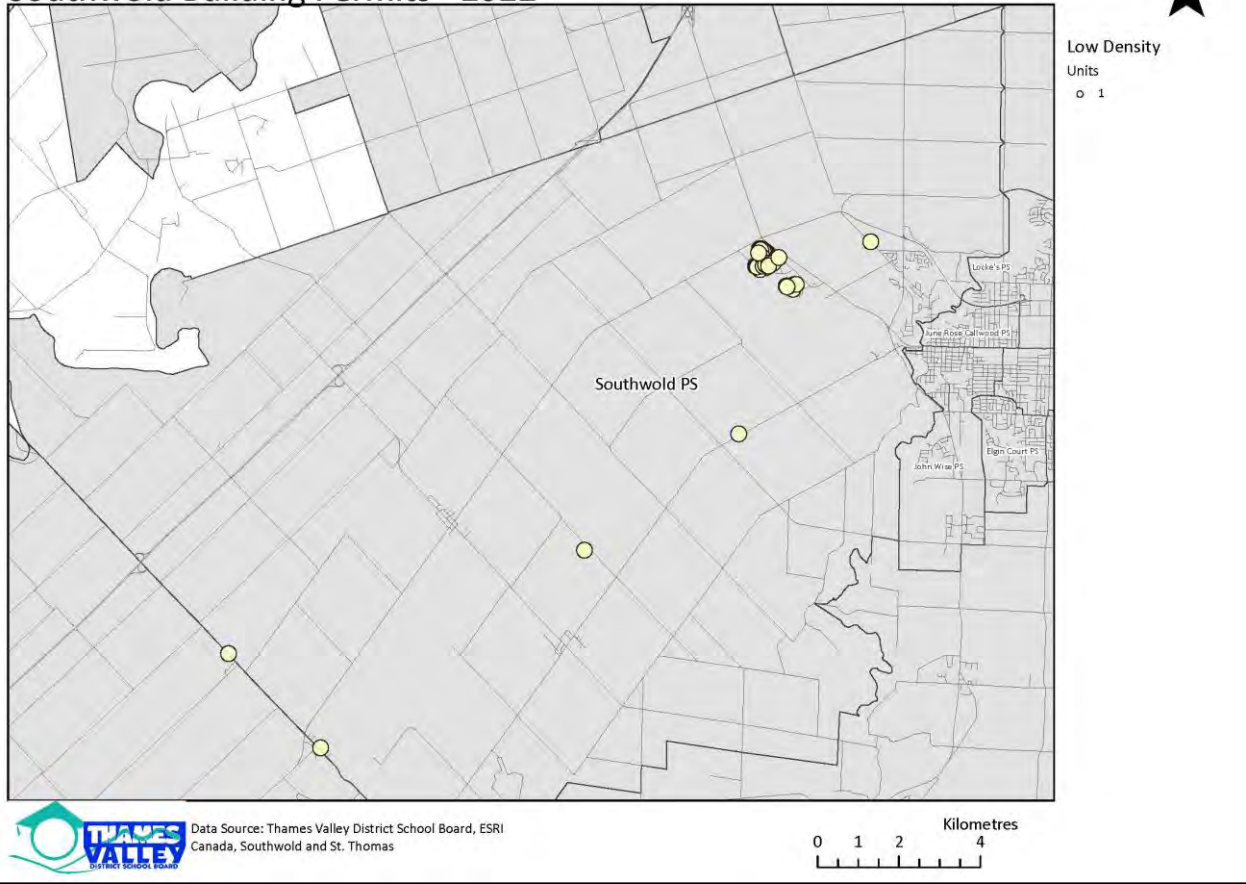 Low Density
Units
1
Locke's PS
June Rose Callwood PS
Southwold PS
Elgin Court PS
John Wise PS
THAMES
VALLEY
DISTRICT SCHOOL BOARD
Data Source: Thames Valley District School Board, ESRI
Canada, Southwold and St. Thomas
Kilometres
0 1 2 4